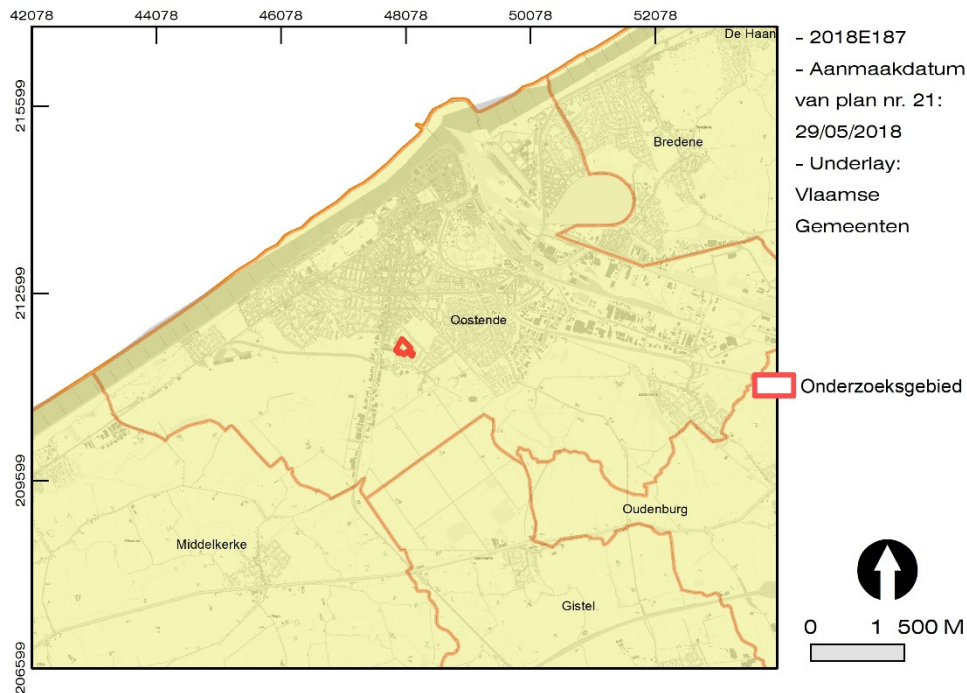 42078 44078 46078 48078 50078 52078
De Haan
- 2018E187
- Aanmaakdatum
van plan nr. 21:
29/05/2018
- Underlay:
Vlaamse
Gemeenten
215599
Bredene
212599
Oostende
Onderzoeksgebied
209599
Oudenburg
Middelkerke
Gistel
206599
0 1 500 M